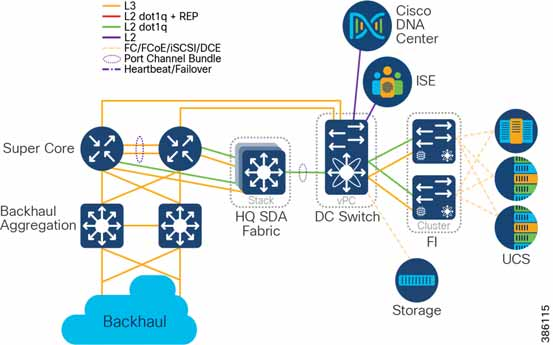 L3
L2 dot1q + REP
L2 dot1q
L2
FC/FCoE/iSCSI/DCE
Port Channel Bundle
Heartbeat/Failover
Cisco
DNA
Center
ISE
Super Core
Stack
HQ SDA
Fabric
vPC
DC Switch
Cluster
FI
UCS
Backhaul
Aggregation
Storage
Backhaul
386115